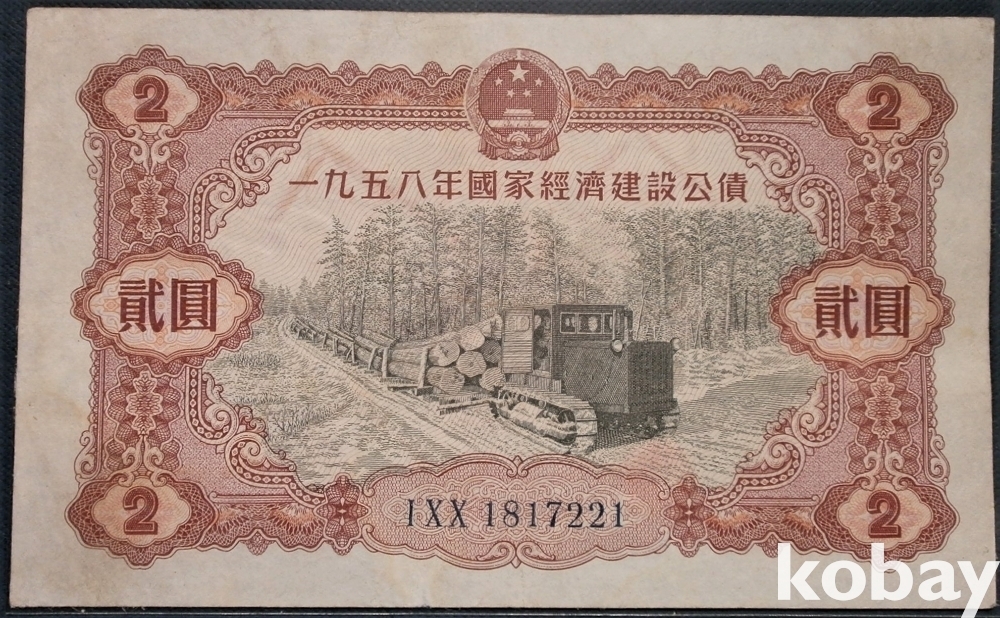 2 2
一九五八年國家經濟建設公債
貳圓 貳圓
2 2
IXX 1817221
kobay